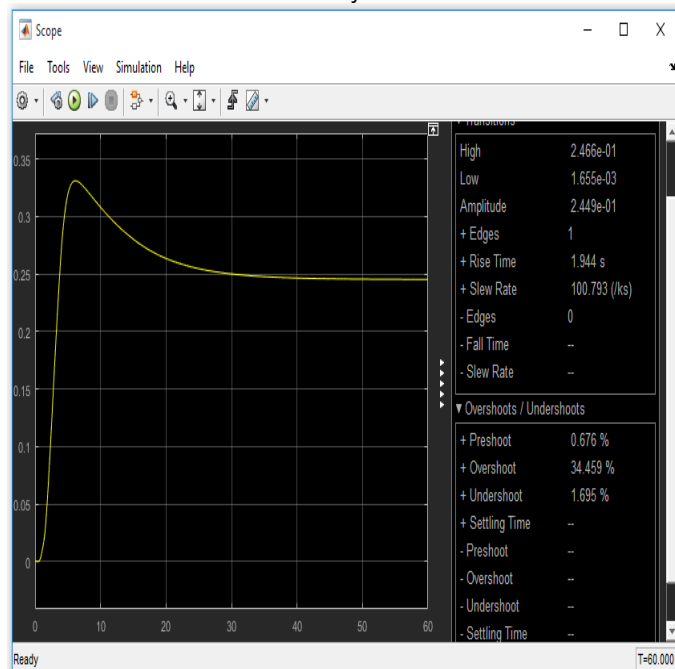 Scope
File Tools View Simulation Help
High 2.466e-01
Low 1.655e-03
Amplitude 2.449e-01
+ Edges 1
+ Rise Time 1.944 s
+ Slew Rate 100.793 (/ks)
- Edges 0
- Fall Time --
- Slew Rate --
▼ Overshoots / Undershoots
+ Preshoot 0.676 %
+ Overshoot 34.459 %
+ Undershoot 1.695 %
+ Settling Time --
- Preshoot --
- Overshoot --
- Undershoot --
- Settling Time --
0.35
0.3
0.25
0.2
0.15
0.1
0.05
0
0 10 20 30 40 50 60
Ready T=60.000